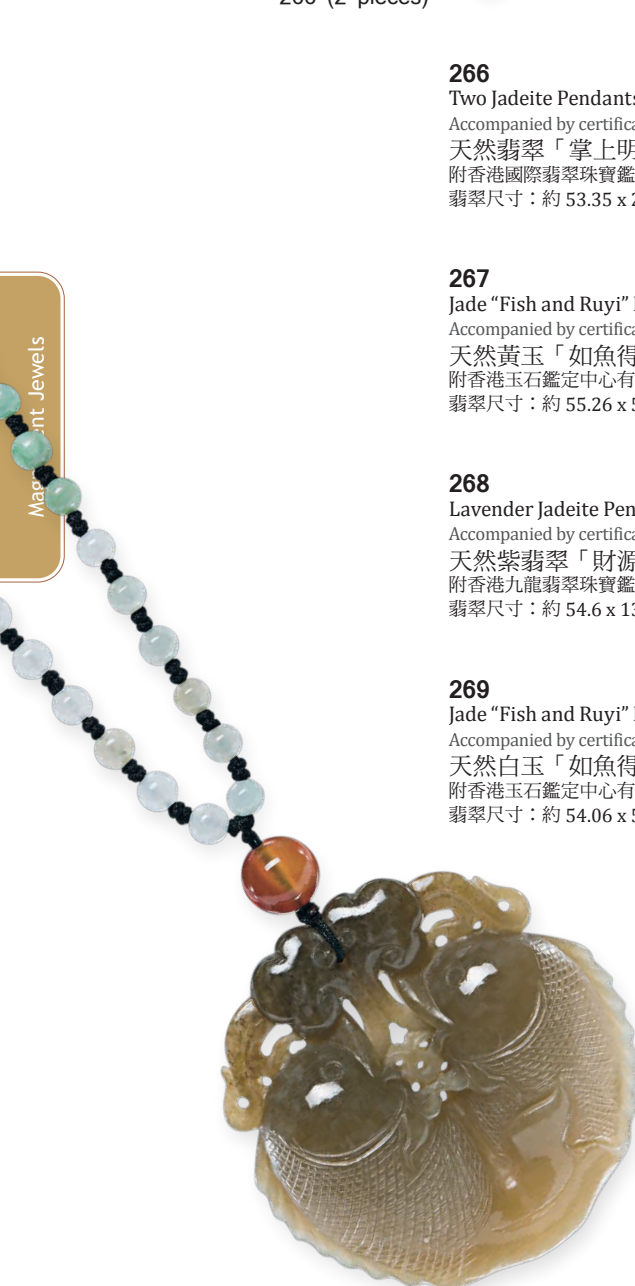 266 (2 pieces)
266
Two Jadeite Pendants
Accompanied by
天然翡翠「掌上明
附香港國際翡翠珠寶鑑
翡翠尺寸：約 53.35 x 2
267
Jade “Fish and Ruyi”
Accompanied by
天然黃玉「如魚得
附香港玉石鑑定中心有
翡翠尺寸：約 55.26 x 5
268
Lavender Jadeite Pen
Accompanied by
天然紫翡翠「財源
附香港九龍翡翠珠寶鑑
翡翠尺寸：約 54.6 x 13
269
Jade “Fish and Ruyi”
Accompanied by
天然白玉「如魚得
附香港玉石鑑定中心有
翡翠尺寸：約 54.06 x 5
Jewels